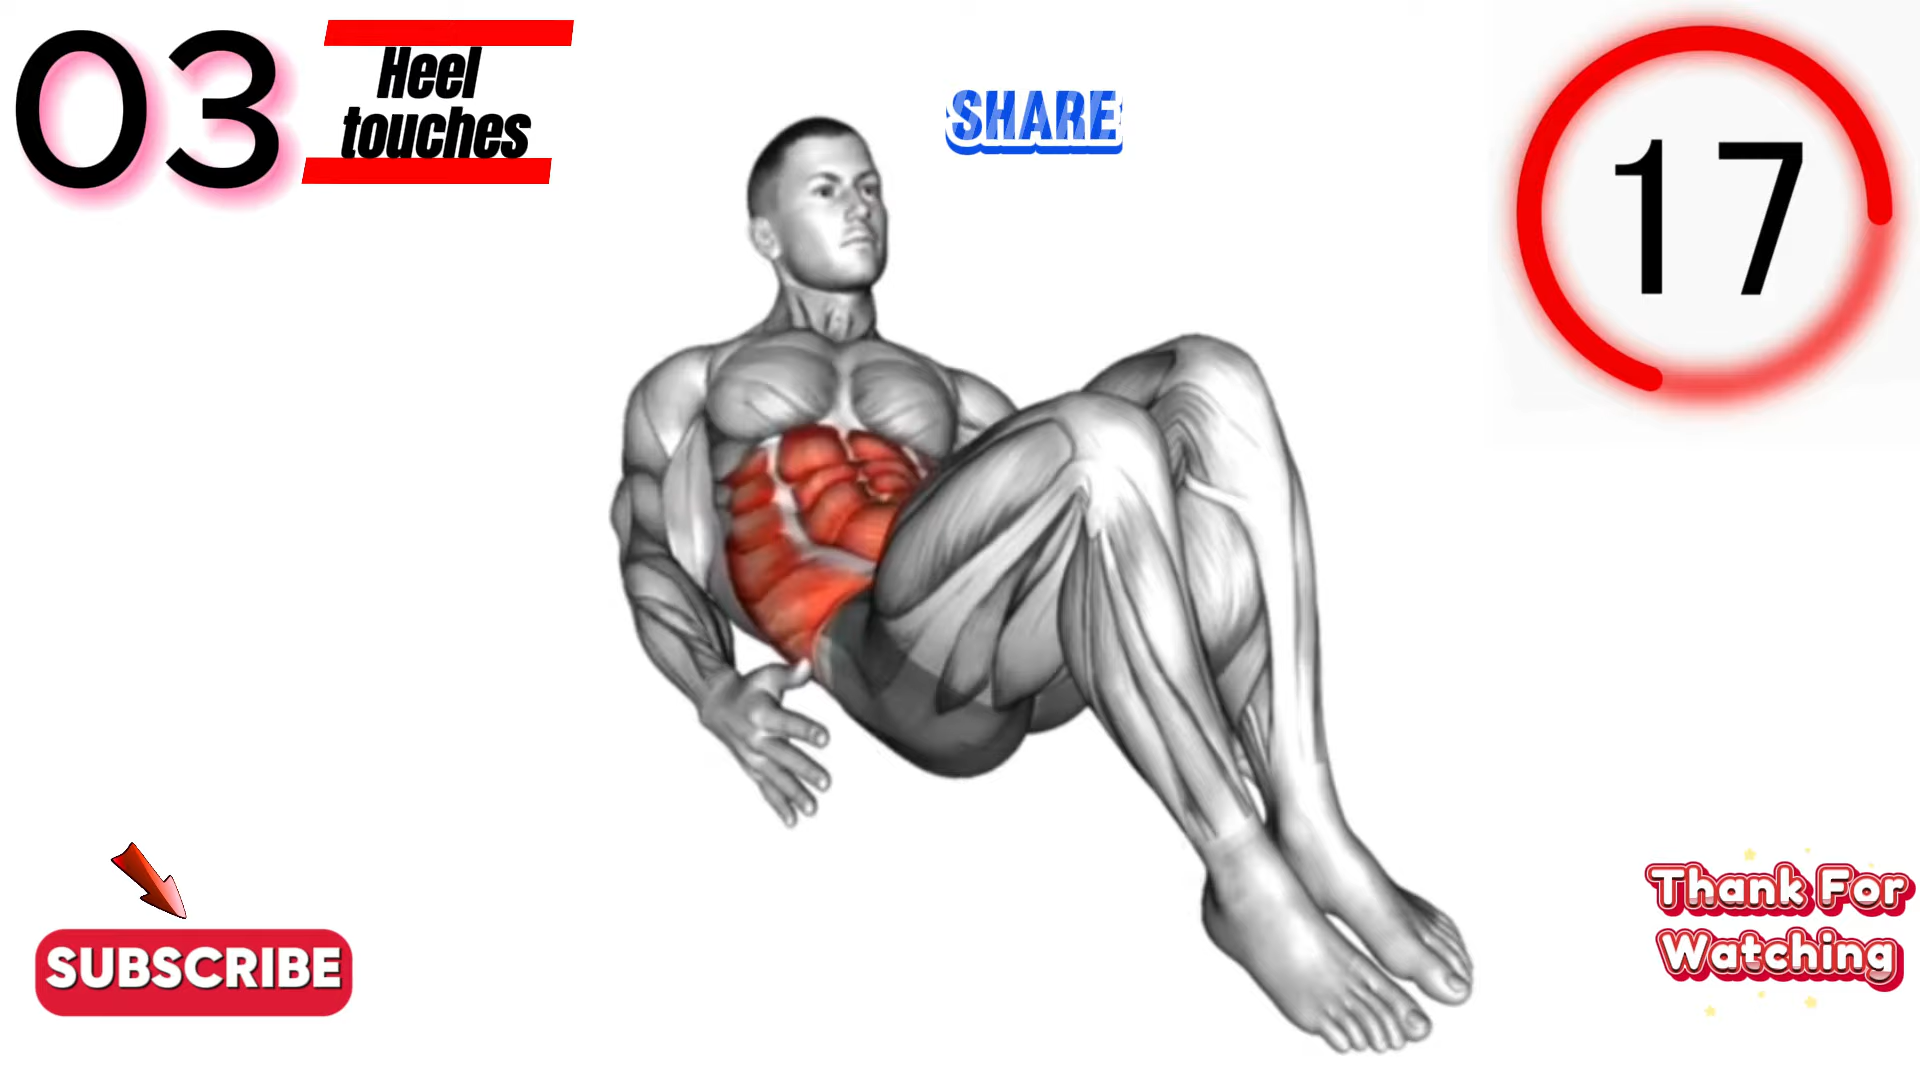 03
Heel
touches
SHARE
17
SUBSCRIBE
Thank For
Watching